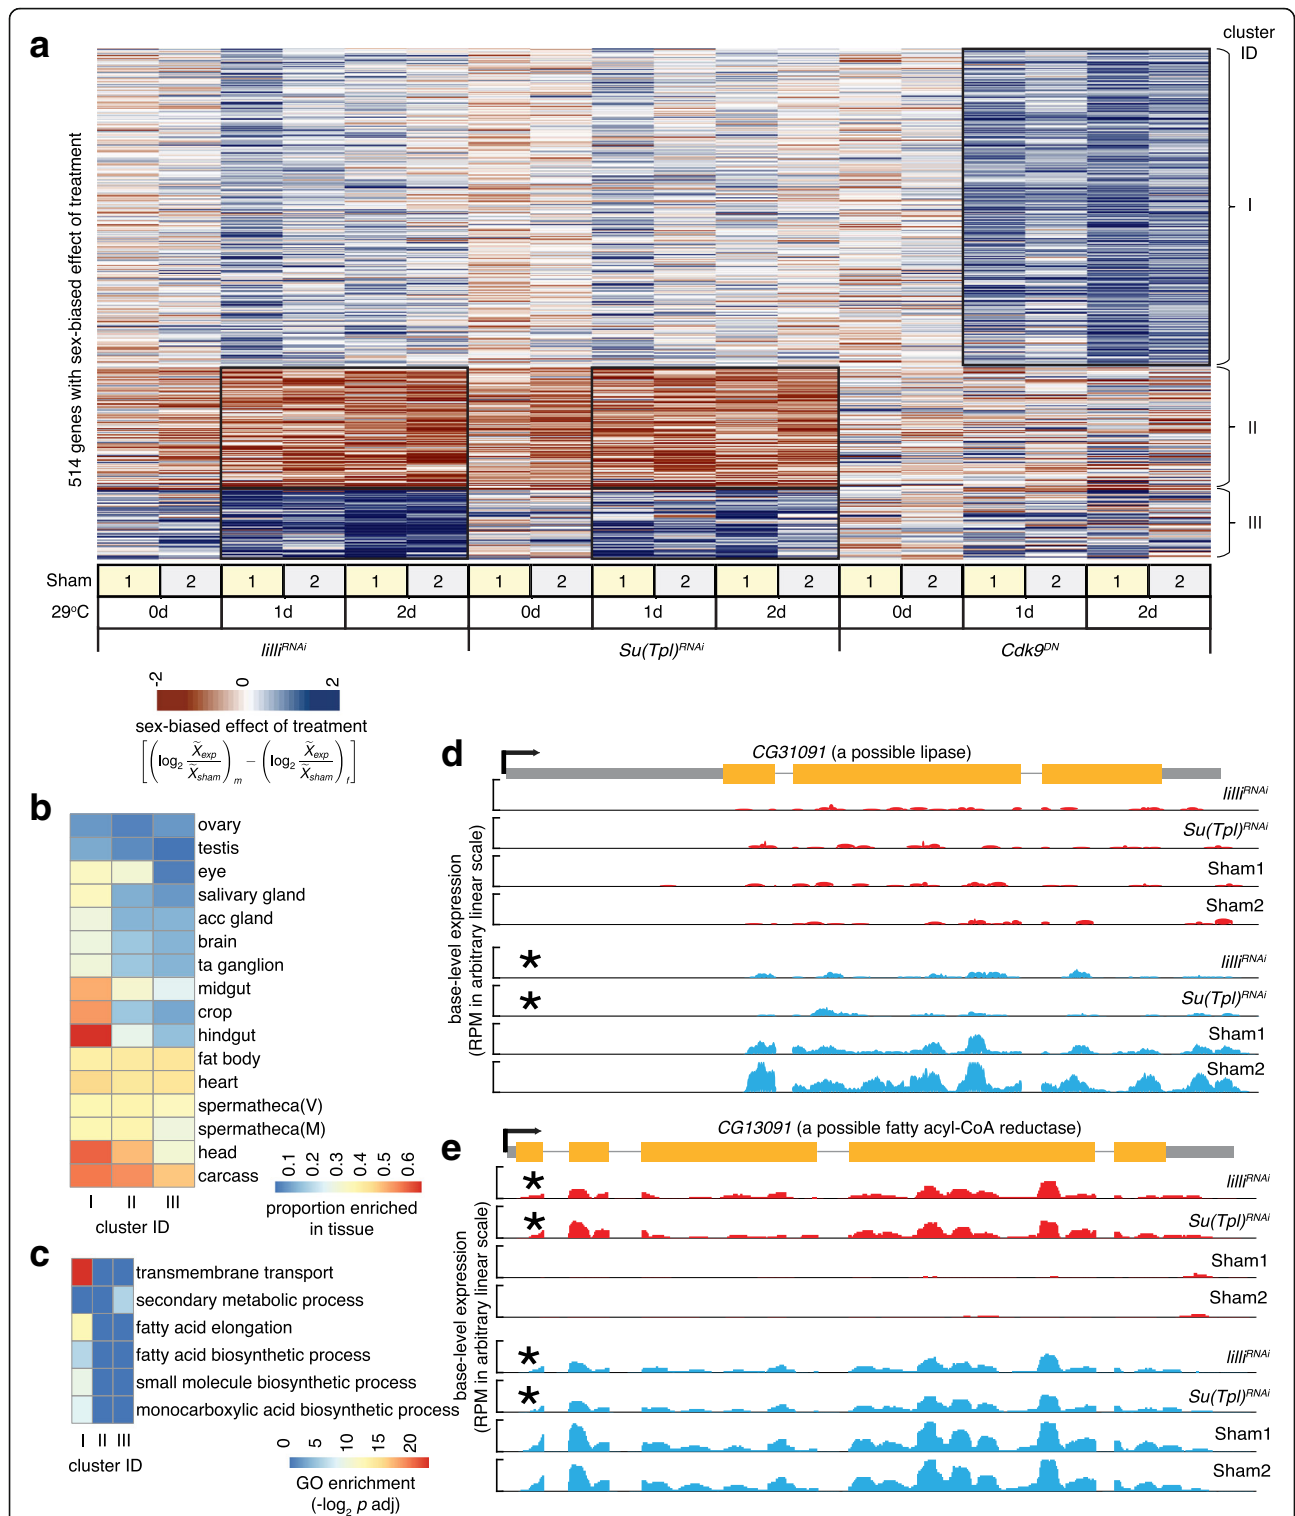 a
cluster
ID
514 genes with sex-biased effect of treatment
I
II
III
Sham 1 2 1 2 1 2 1 2 1 2 1 2 1 2 1 2 1 2
29°C 0d 1d 2d 0d 1d 2d 0d 1d 2d
lilli^RNAi Su(Tpl)^RNAi Cdk9^DN
-2 0 2
sex-biased effect of treatment
[(log₂ X̃exp / X̃sham)m − (log₂ X̃exp / X̃sham)f]
b
ovary
testis
eye
salivary gland
acc gland
brain
ta ganglion
midgut
crop
hindgut
fat body
heart
spermatheca(V)
spermatheca(M)
head
carcass
I II III
cluster ID
0.1 0.2 0.3 0.4 0.5 0.6
proportion enriched
in tissue
c
transmembrane transport
secondary metabolic process
fatty acid elongation
fatty acid biosynthetic process
small molecule biosynthetic process
monocarboxylic acid biosynthetic process
I II III
cluster ID
0 5 10 15 20
GO enrichment
(-log₂ p adj)
d
CG31091 (a possible lipase)
base-level expression
(RPM in arbitrary linear scale)
lilli^RNAi
Su(Tpl)^RNAi
Sham1
Sham2
* lilli^RNAi
* Su(Tpl)^RNAi
Sham1
Sham2
e
CG13091 (a possible fatty acyl-CoA reductase)
base-level expression
(RPM in arbitrary linear scale)
* lilli^RNAi
* Su(Tpl)^RNAi
Sham1
Sham2
* lilli^RNAi
* Su(Tpl)^RNAi
Sham1
Sham2